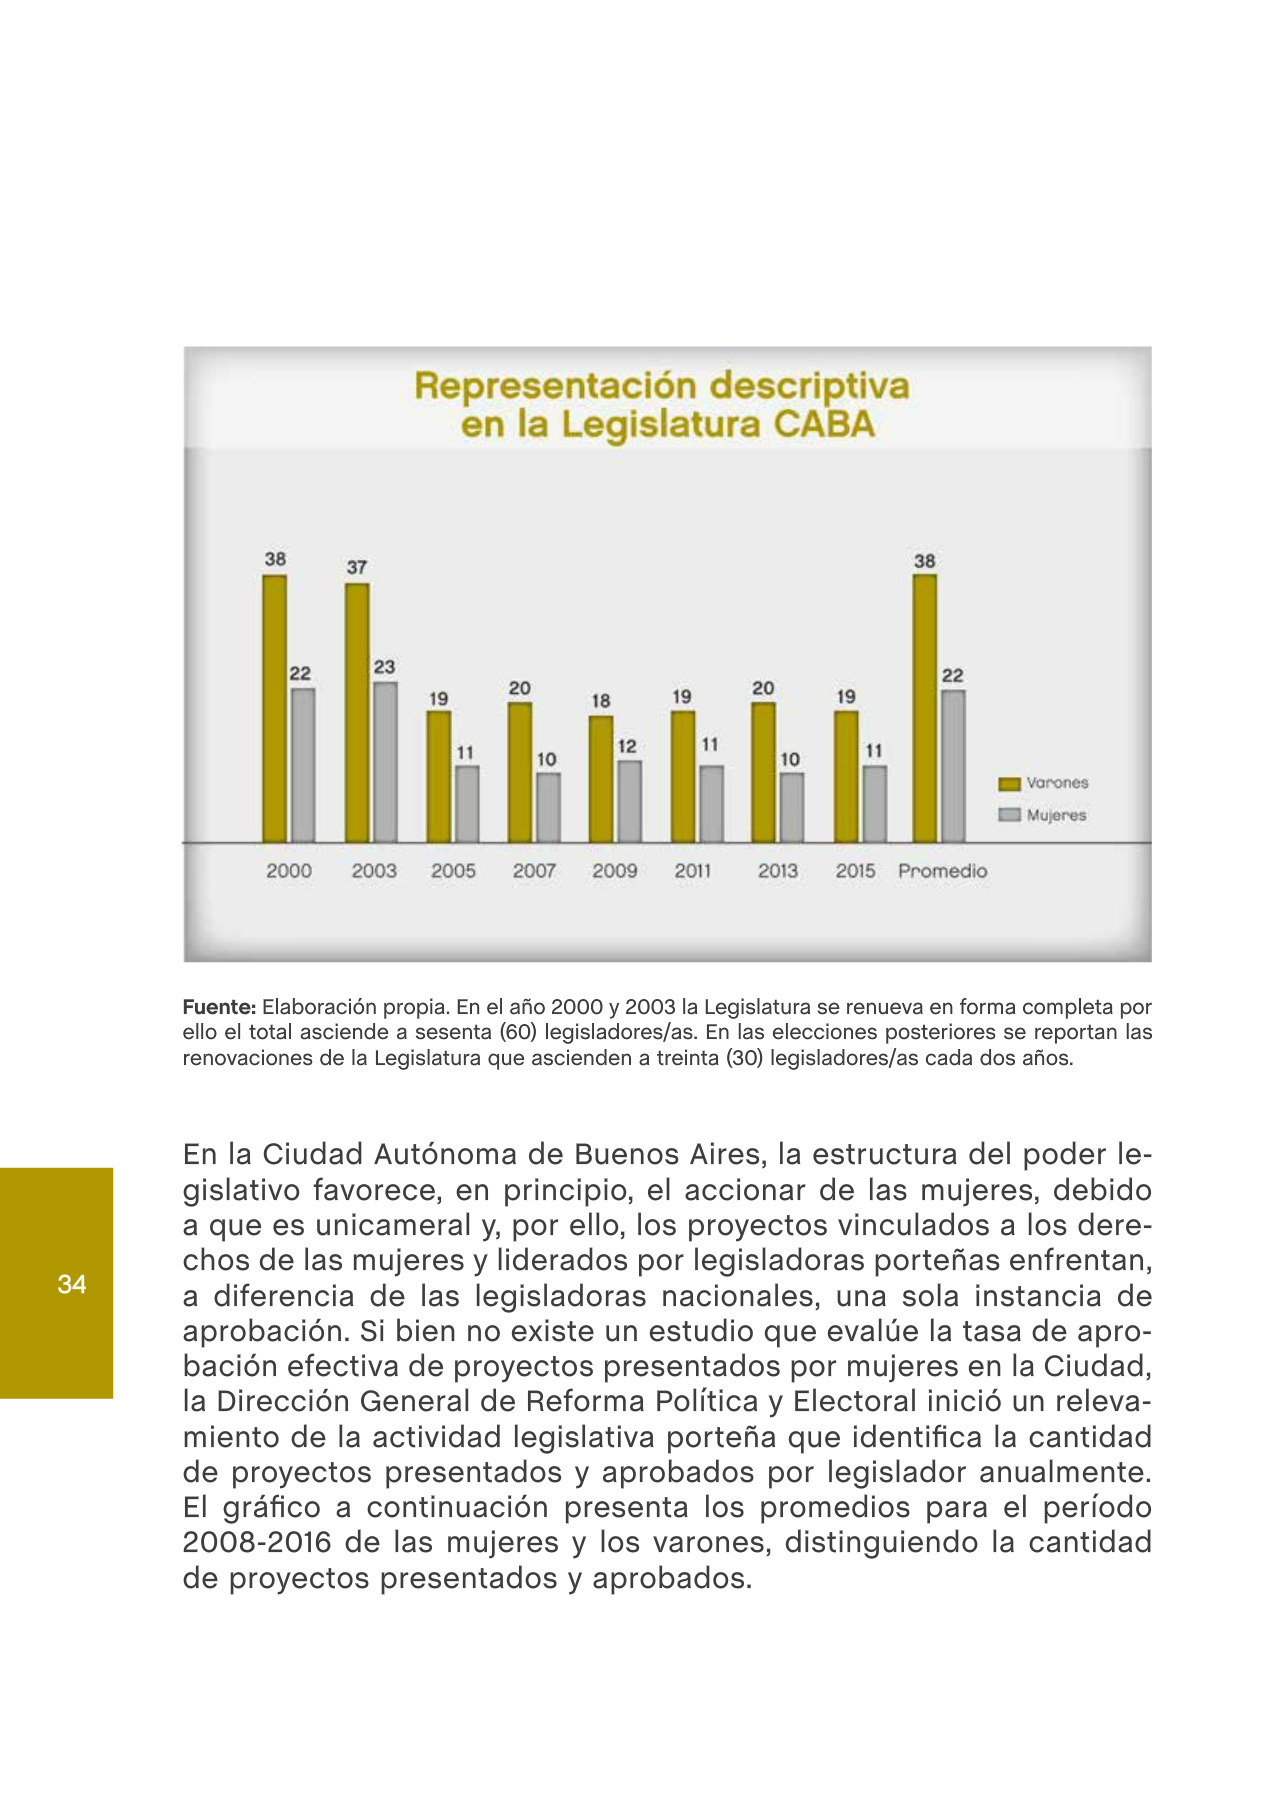 Representación descriptiva
en la Legislatura CABA
38
22
37
23
19
11
20
10
18
12
19
11
20
10
19
11
38
22
Varones
Mujeres
2000 2003 2005 2007 2009 2011 2013 2015 Promedio
Fuente: Elaboración propia. En el año 2000 y 2003 la Legislatura se renueva en forma completa por
ello el total asciende a sesenta (60) legisladores/as. En las elecciones posteriores se reportan las
renovaciones de la Legislatura que ascienden a treinta (30) legisladores/as cada dos años.
En la Ciudad Autónoma de Buenos Aires, la estructura del poder le-
gislativo favorece, en principio, el accionar de las mujeres, debido
a que es unicameral y, por ello, los proyectos vinculados a los dere-
chos de las mujeres y liderados por legisladoras porteñas enfrentan,
a diferencia de las legisladoras nacionales, una sola instancia de
aprobación. Si bien no existe un estudio que evalúe la tasa de apro-
bación efectiva de proyectos presentados por mujeres en la Ciudad,
la Dirección General de Reforma Política y Electoral inició un releva-
miento de la actividad legislativa porteña que identifica la cantidad
de proyectos presentados y aprobados por legislador anualmente.
El gráfico a continuación presenta los promedios para el período
2008-2016 de las mujeres y los varones, distinguiendo la cantidad
de proyectos presentados y aprobados.
34